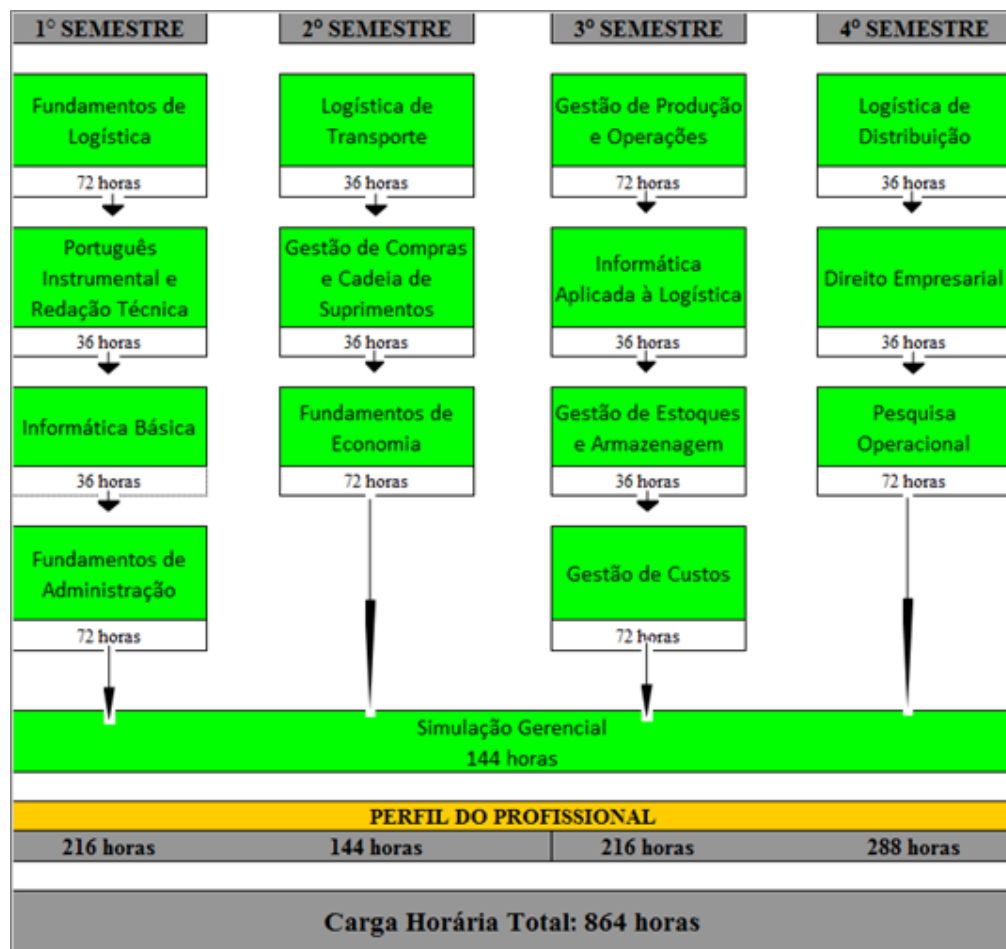 1° SEMESTRE
2º SEMESTRE
3º SEMESTRE
4º SEMESTRE
Fundamentos de
Logística
72 horas
Português
Instrumental e
Redação Técnica
36 horas
Informática Básica
36 horas
Fundamentos de
Administração
72 horas
Logística de
Transporte
36 horas
Gestão de Compras
e Cadeia de
Suprimentos
36 horas
Fundamentos de
Economia
72 horas
Gestão de Produção
e Operações
72 horas
Informática
Aplicada à Logística
36 horas
Gestão de Estoques
e Armazenagem
36 horas
Gestão de Custos
72 horas
Logística de
Distribuição
36 horas
Direito Empresarial
36 horas
Pesquisa
Operacional
72 horas
Simulação Gerencial
144 horas
PERFIL DO PROFISSIONAL
216 horas
144 horas
216 horas
288 horas
Carga Horária Total: 864 horas